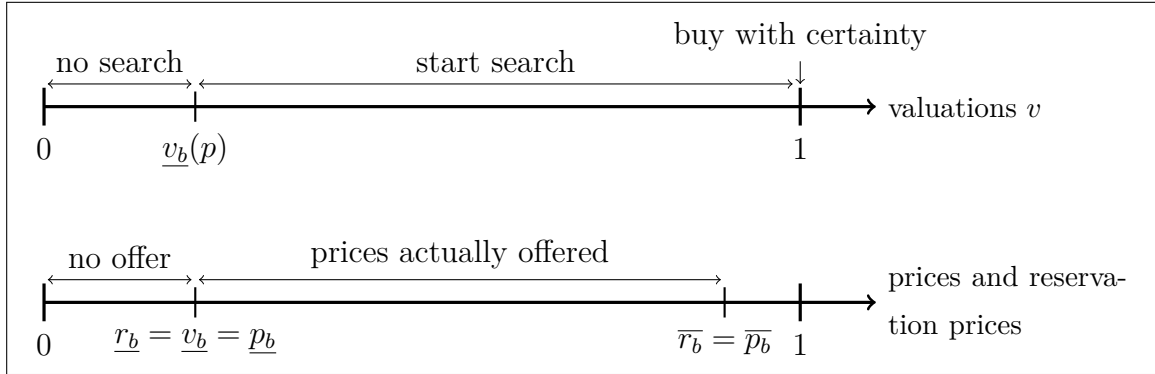 buy with certainty
no search
start search
0
v_b(p)
1
valuations v
no offer
prices actually offered
prices and reserva-
tion prices
0
r_b = v_b = p_b
r_b = p_b
1